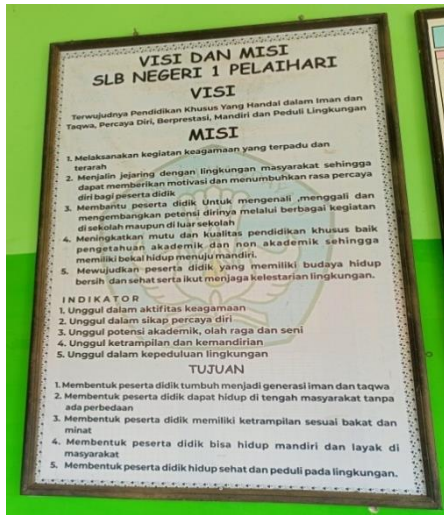 VISI DAN MISI
SLB NEGERI 1 PELAIHARI
VISI
Terwujudnya Pendidikan Khusus Yang Handal dalam Iman dan
Taqwa, Percaya Diri, Berprestasi, Mandiri dan Peduli Lingkungan
MISI
1. Melaksanakan kegiatan keagamaan yang terpadu dan
terarah
2. Menjalin jejaring dengan lingkungan masyarakat sehingga
dapat memberikan motivasi dan menumbuhkan rasa percaya
diri bagi peserta didik
3. Membantu peserta didik Untuk mengenali ,menggali dan
mengembangkan potensi dirinya melalui berbagai kegiatan
di sekolah maupun di luar sekolah
4. Meningkatkan mutu dan kualitas pendidikan khusus baik
pengetahuan akademik dan non akademik sehingga
memiliki bekal hidup menuju mandiri.
5. Mewujudkan peserta didik yang memiliki budaya hidup
bersih dan sehat serta ikut menjaga kelestarian lingkungan.
INDIKATOR
1. Unggul dalam aktifitas keagamaan
2. Unggul dalam sikap percaya diri
3. Unggul potensi akademik, olah raga dan seni
4. Unggul ketrampilan dan kemandirian
5. Unggul dalam kepedulian lingkungan
TUJUAN
1. Membentuk peserta didik tumbuh menjadi generasi iman dan taqwa
2. Membentuk peserta didik dapat hidup di tengah masyarakat tanpa
ada perbedaan
3. Membentuk peserta didik memiliki ketrampilan sesuai bakat dan
minat
4. Membentuk peserta didik bisa hidup mandiri dan layak di
masyarakat
5. Membentuk peserta didik hidup sehat dan peduli pada lingkungan.